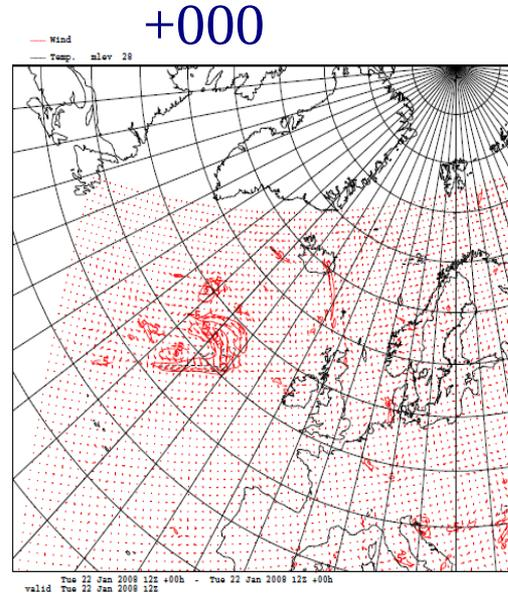 +000
Wind
Temp. mlev 28
Tue 22 Jan 2008 12Z +00h - Tue 22 Jan 2008 12Z +00h
valid Tue 22 Jan 2008 12Z